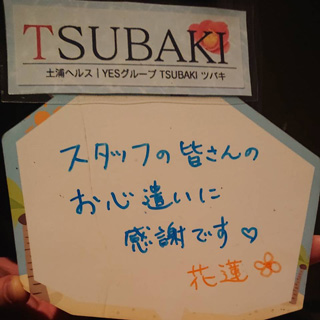 TSUBAKI
土浦ヘルス | YESグループ TSUBAKI ツバキ
スタッフの皆さんの
お心遣いに
感謝です♡
花蓮